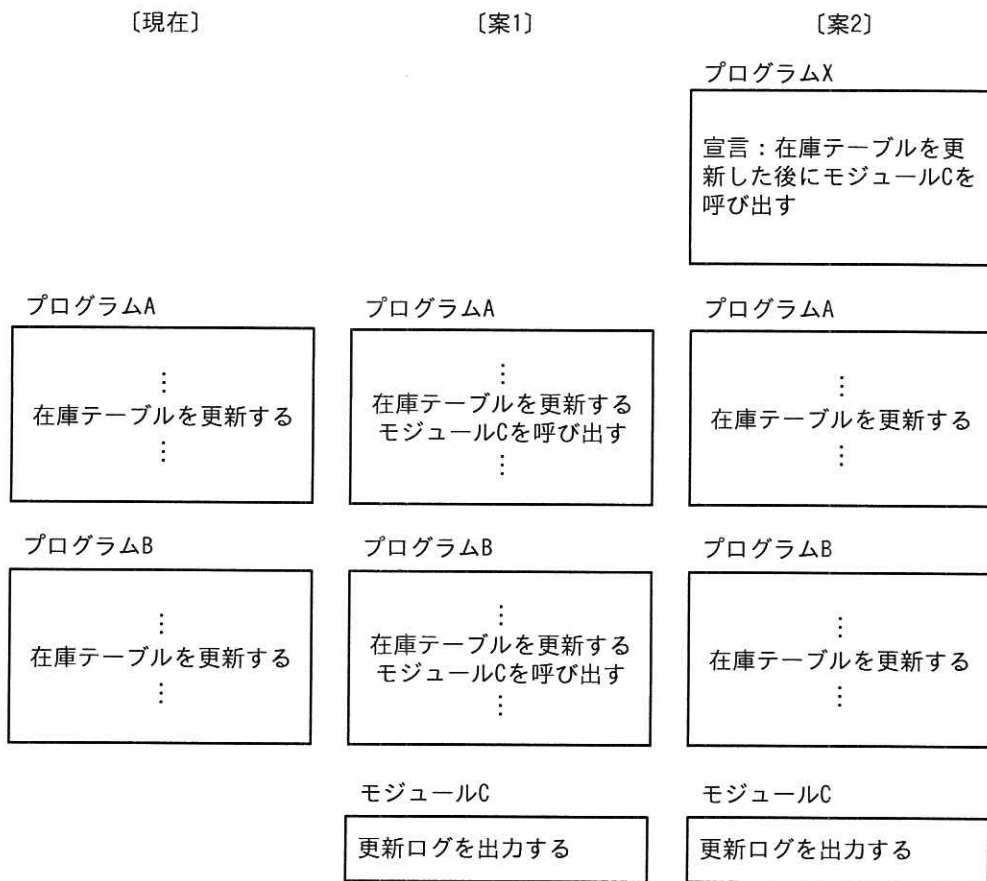 〔現在〕
〔案1〕
〔案2〕
プログラムX
宣言：在庫テーブルを更
新した後にモジュールCを
呼び出す
プログラムA
⋮
在庫テーブルを更新する
⋮
プログラムA
⋮
在庫テーブルを更新する
モジュールCを呼び出す
⋮
プログラムA
⋮
在庫テーブルを更新する
⋮
プログラムB
⋮
在庫テーブルを更新する
⋮
プログラムB
⋮
在庫テーブルを更新する
モジュールCを呼び出す
⋮
プログラムB
⋮
在庫テーブルを更新する
⋮
モジュールC
更新ログを出力する
モジュールC
更新ログを出力する